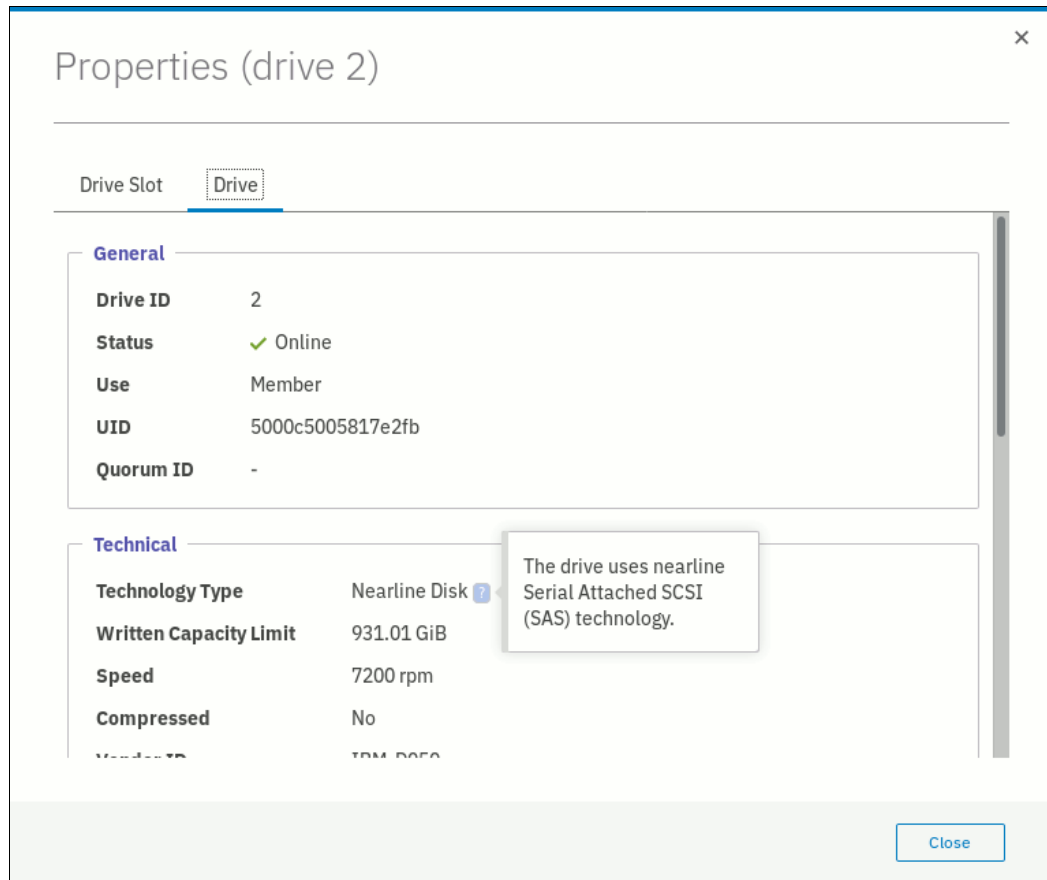 ×
Properties (drive 2)
Drive Slot Drive
General
Drive ID 2
Status Online
Use Member
UID 5000c5005817e2fb
Quorum ID -
Technical
Technology Type Nearline Disk ?
The drive uses nearline
Serial Attached SCSI
(SAS) technology.
Written Capacity Limit 931.01 GiB
Speed 7200 rpm
Compressed No
Vendor ID
Close